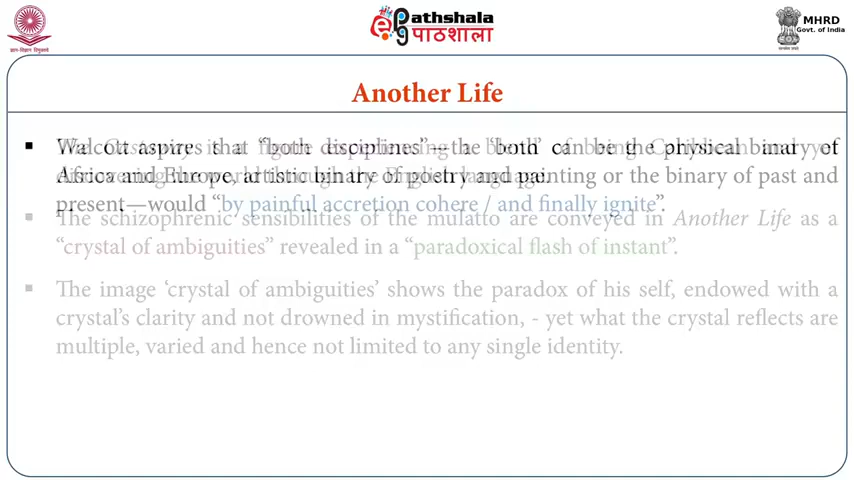 ePathshala
पाठशाला
MHRD
Govt. of India
Another Life
Walcott aspires that “both disciplines”—the ‘both’ can be the physical binary of
Africa and Europe, artistic binary of poetry and painting or the binary of past and
present—would “by painful accretion cohere / and finally ignite”.
The schizophrenic sensibilities of the mulatto are conveyed in Another Life as a
“crystal of ambiguities” revealed in a “paradoxical flash of instant”.
The image ‘crystal of ambiguities’ shows the paradox of his self, endowed with a
crystal’s clarity and not drowned in mystification, - yet what the crystal reflects are
multiple, varied and hence not limited to any single identity.